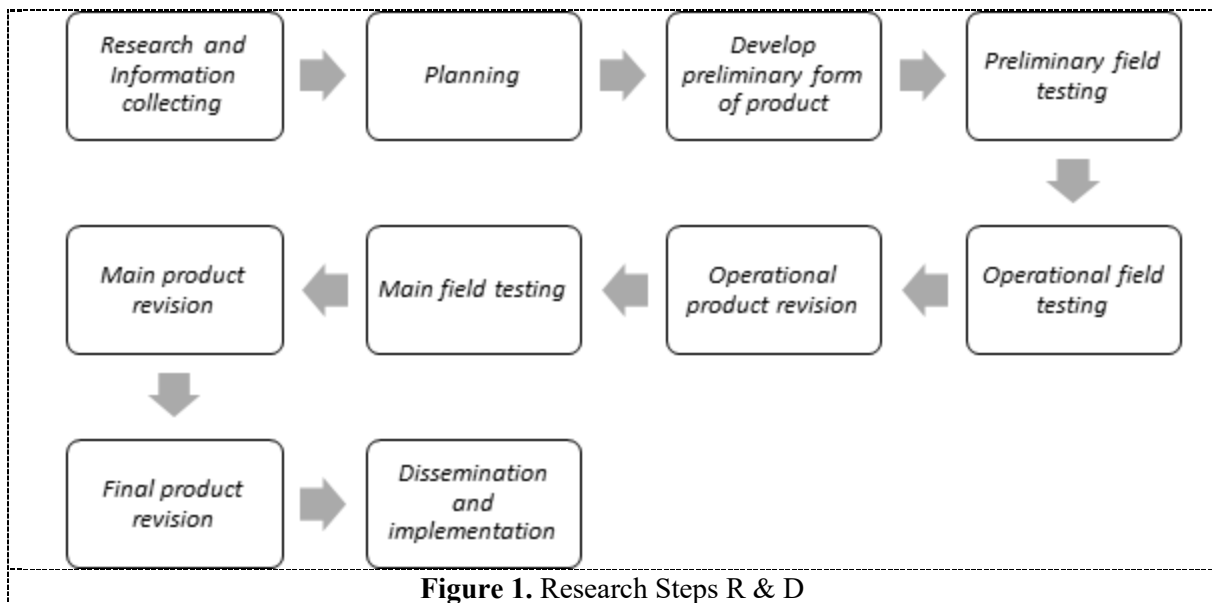 Research and
Information
collecting
Planning
Develop
preliminary form
of product
Preliminary field
testing
Operational field
testing
Operational
product revision
Main field testing
Main product
revision
Final product
revision
Dissemination
and
implementation
Figure 1. Research Steps R & D